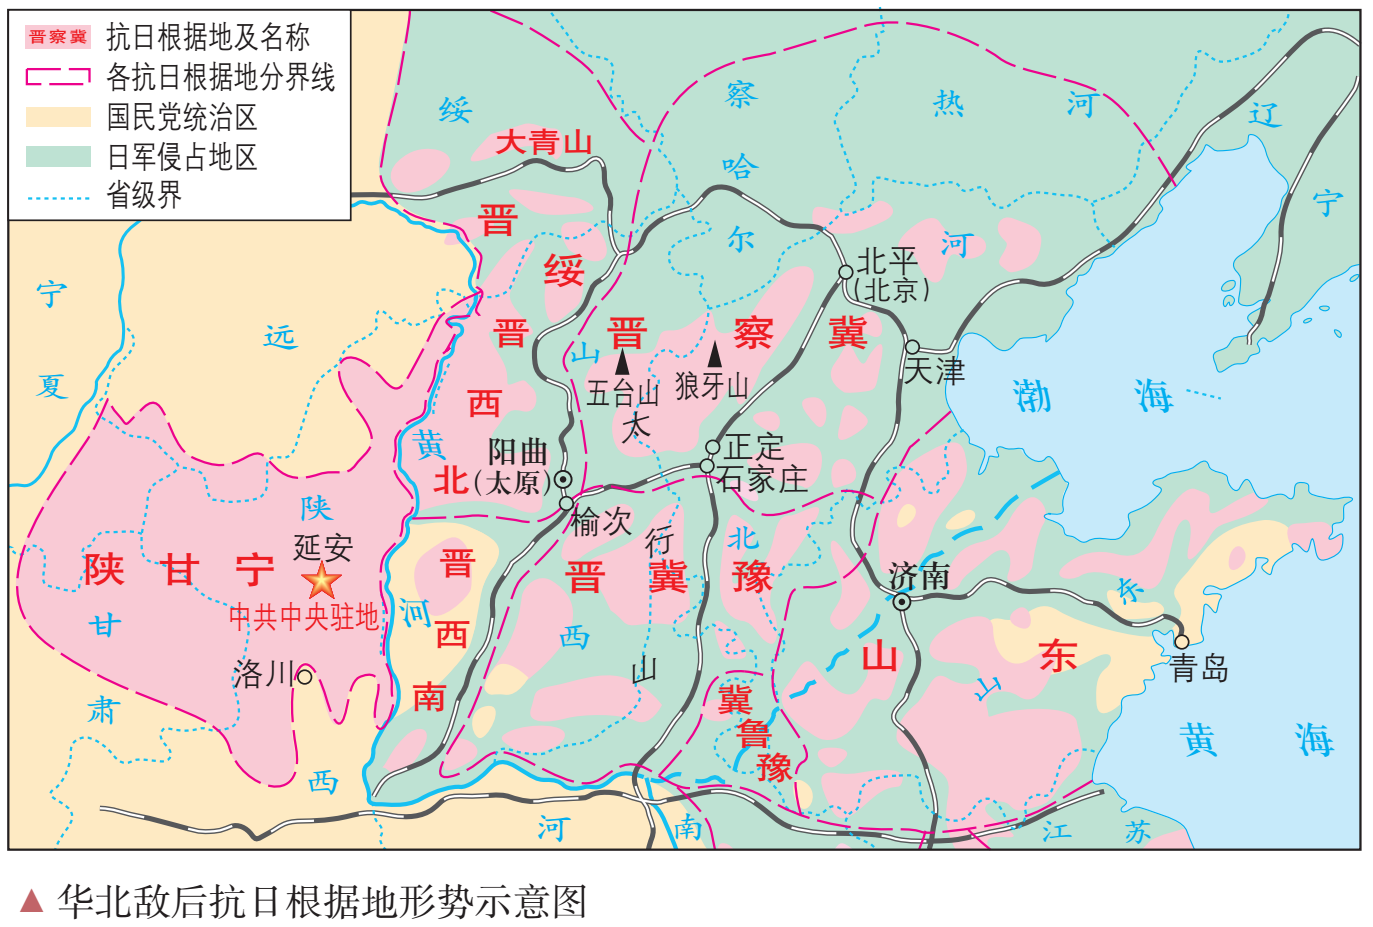 晋察冀 抗日根据地及名称
各抗日根据地分界线
国民党统治区
日军侵占地区
省级界
绥
察
热
河
辽
大青山
哈
宁
晋
尔
河
绥
北平
(北京)
宁
远
晋
山
晋
察
冀
夏
五台山
狼牙山
天津
渤
海
西
太
黄
阳曲
(太原)
正定
北
石家庄
陕
榆次
行
北
延安
陕
甘
宁
晋
晋
冀
豫
济南
中共中央驻地
东
甘
河
西
西
山
东
洛川
山
青岛
南
山
冀
肃
鲁
黄
海
豫
西
河
南
江
苏
▲ 华北敌后抗日根据地形势示意图